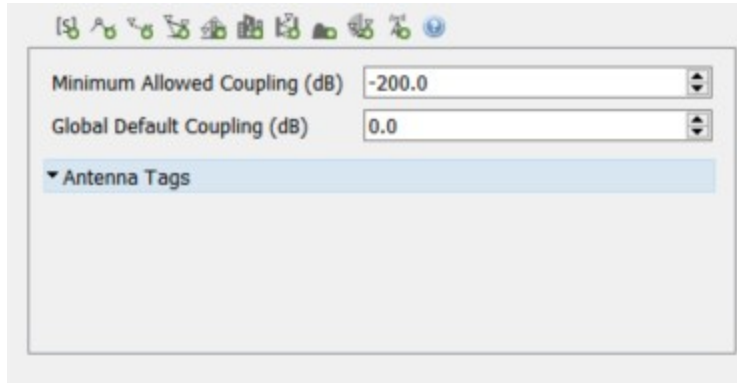 [S]
Minimum Allowed Coupling (dB) -200.0
Global Default Coupling (dB) 0.0
Antenna Tags